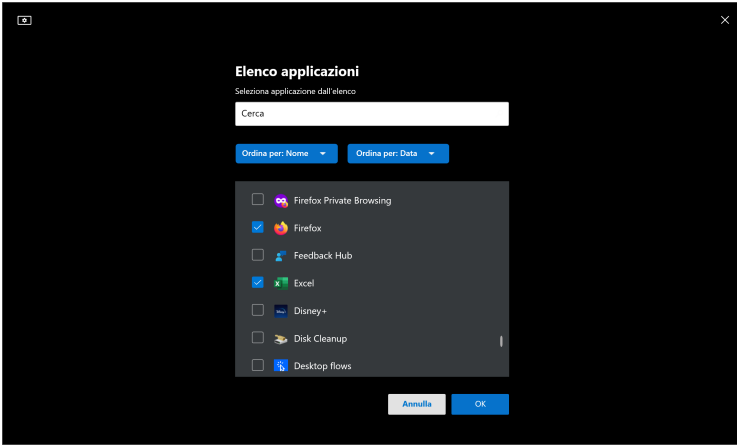 Elenco applicazioni
Seleziona applicazione dall'elenco
Cerca
Ordina per: Nome
Ordina per: Data
Firefox Private Browsing
Firefox
Feedback Hub
Excel
Disney+
Disk Cleanup
Desktop flows
Annulla
OK